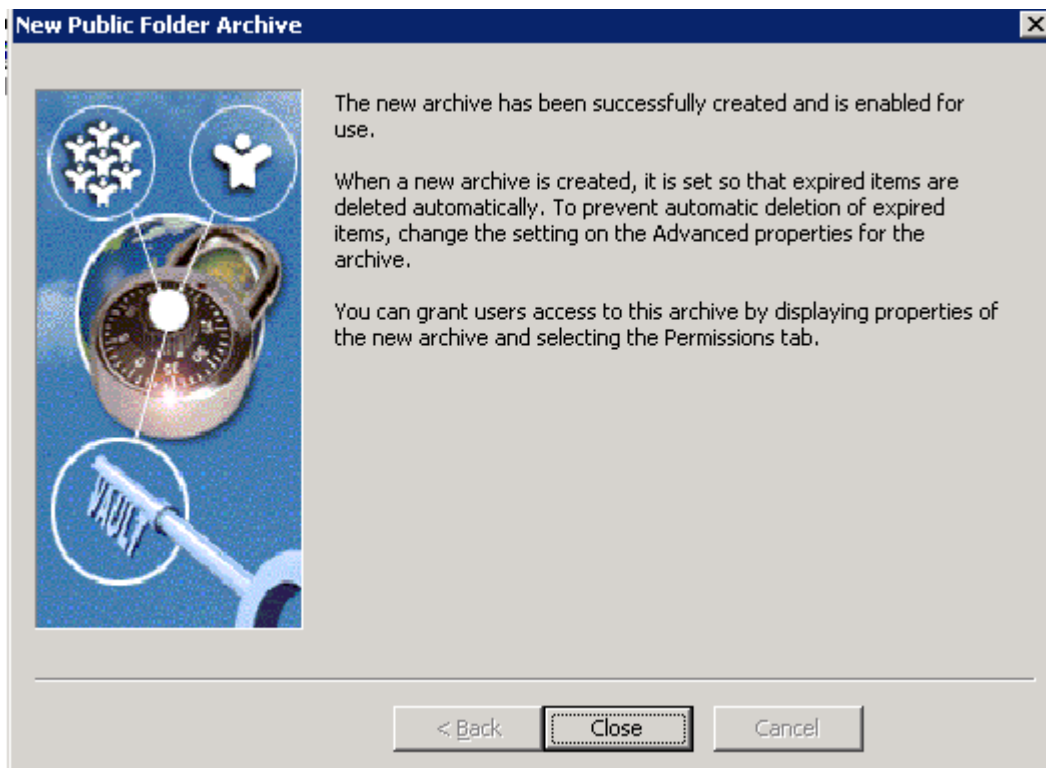 New Public Folder Archive
The new archive has been successfully created and is enabled for
use.
When a new archive is created, it is set so that expired items are
deleted automatically. To prevent automatic deletion of expired
items, change the setting on the Advanced properties for the
archive.
You can grant users access to this archive by displaying properties of
the new archive and selecting the Permissions tab.
VAULT
< Back
Close
Cancel